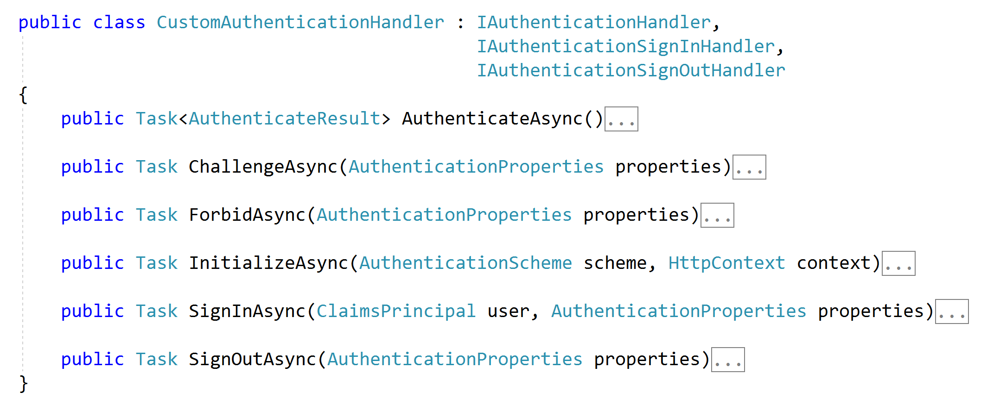 public class CustomAuthenticationHandler : IAuthenticationHandler,
IAuthenticationSignInHandler,
IAuthenticationSignOutHandler
{
public Task<AuthenticateResult> AuthenticateAsync()...
public Task ChallengeAsync(AuthenticationProperties properties)...
public Task ForbidAsync(AuthenticationProperties properties)...
public Task InitializeAsync(AuthenticationScheme scheme, HttpContext context)...
public Task SignInAsync(ClaimsPrincipal user, AuthenticationProperties properties)...
public Task SignOutAsync(AuthenticationProperties properties)...
}